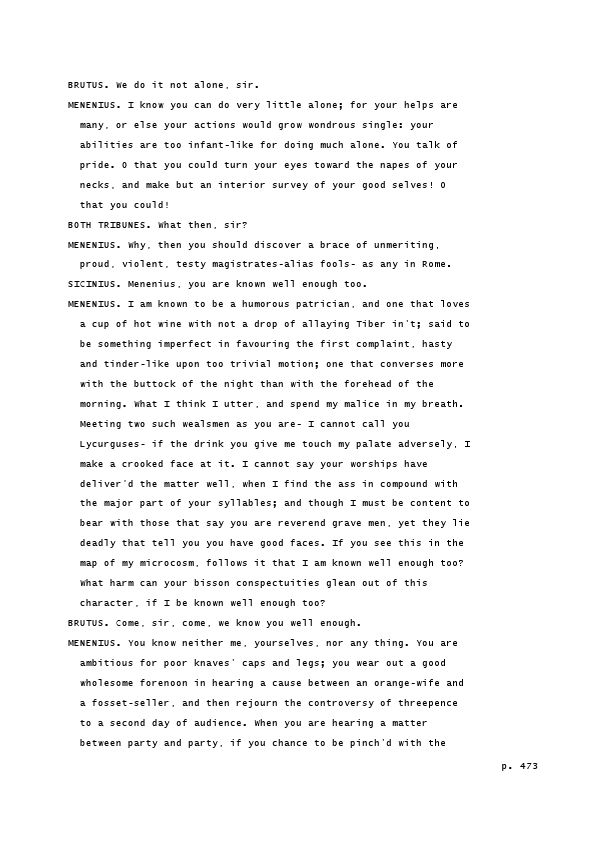 BRUTUS. We do it not alone, sir.
MENENIUS. I know you can do very little alone; for your helps are
many, or else your actions would grow wondrous single: your
abilities are too infant-like for doing much alone. You talk of
pride. O that you could turn your eyes toward the napes of your
necks, and make but an interior survey of your good selves! O
that you could!
BOTH TRIBUNES. What then, sir?
MENENIUS. Why, then you should discover a brace of unmeriting,
proud, violent, testy magistrates-alias fools- as any in Rome.
SICINIUS. Menenius, you are known well enough too.
MENENIUS. I am known to be a humorous patrician, and one that loves
a cup of hot wine with not a drop of allaying Tiber in't; said to
be something imperfect in favouring the first complaint, hasty
and tinder-like upon too trivial motion; one that converses more
with the buttock of the night than with the forehead of the
morning. What I think I utter, and spend my malice in my breath.
Meeting two such wealsmen as you are- I cannot call you
Lycurguses- if the drink you give me touch my palate adversely, I
make a crooked face at it. I cannot say your worships have
deliver'd the matter well, when I find the ass in compound with
the major part of your syllables; and though I must be content to
bear with those that say you are reverend grave men, yet they lie
deadly that tell you you have good faces. If you see this in the
map of my microcosm, follows it that I am known well enough too?
What harm can your bisson conspectuities glean out of this
character, if I be known well enough too?
BRUTUS. Come, sir, come, we know you well enough.
MENENIUS. You know neither me, yourselves, nor any thing. You are
ambitious for poor knaves' caps and legs; you wear out a good
wholesome forenoon in hearing a cause between an orange-wife and
a fosset-seller, and then rejourn the controversy of threepence
to a second day of audience. When you are hearing a matter
between party and party, if you chance to be pinch'd with the
p. 473